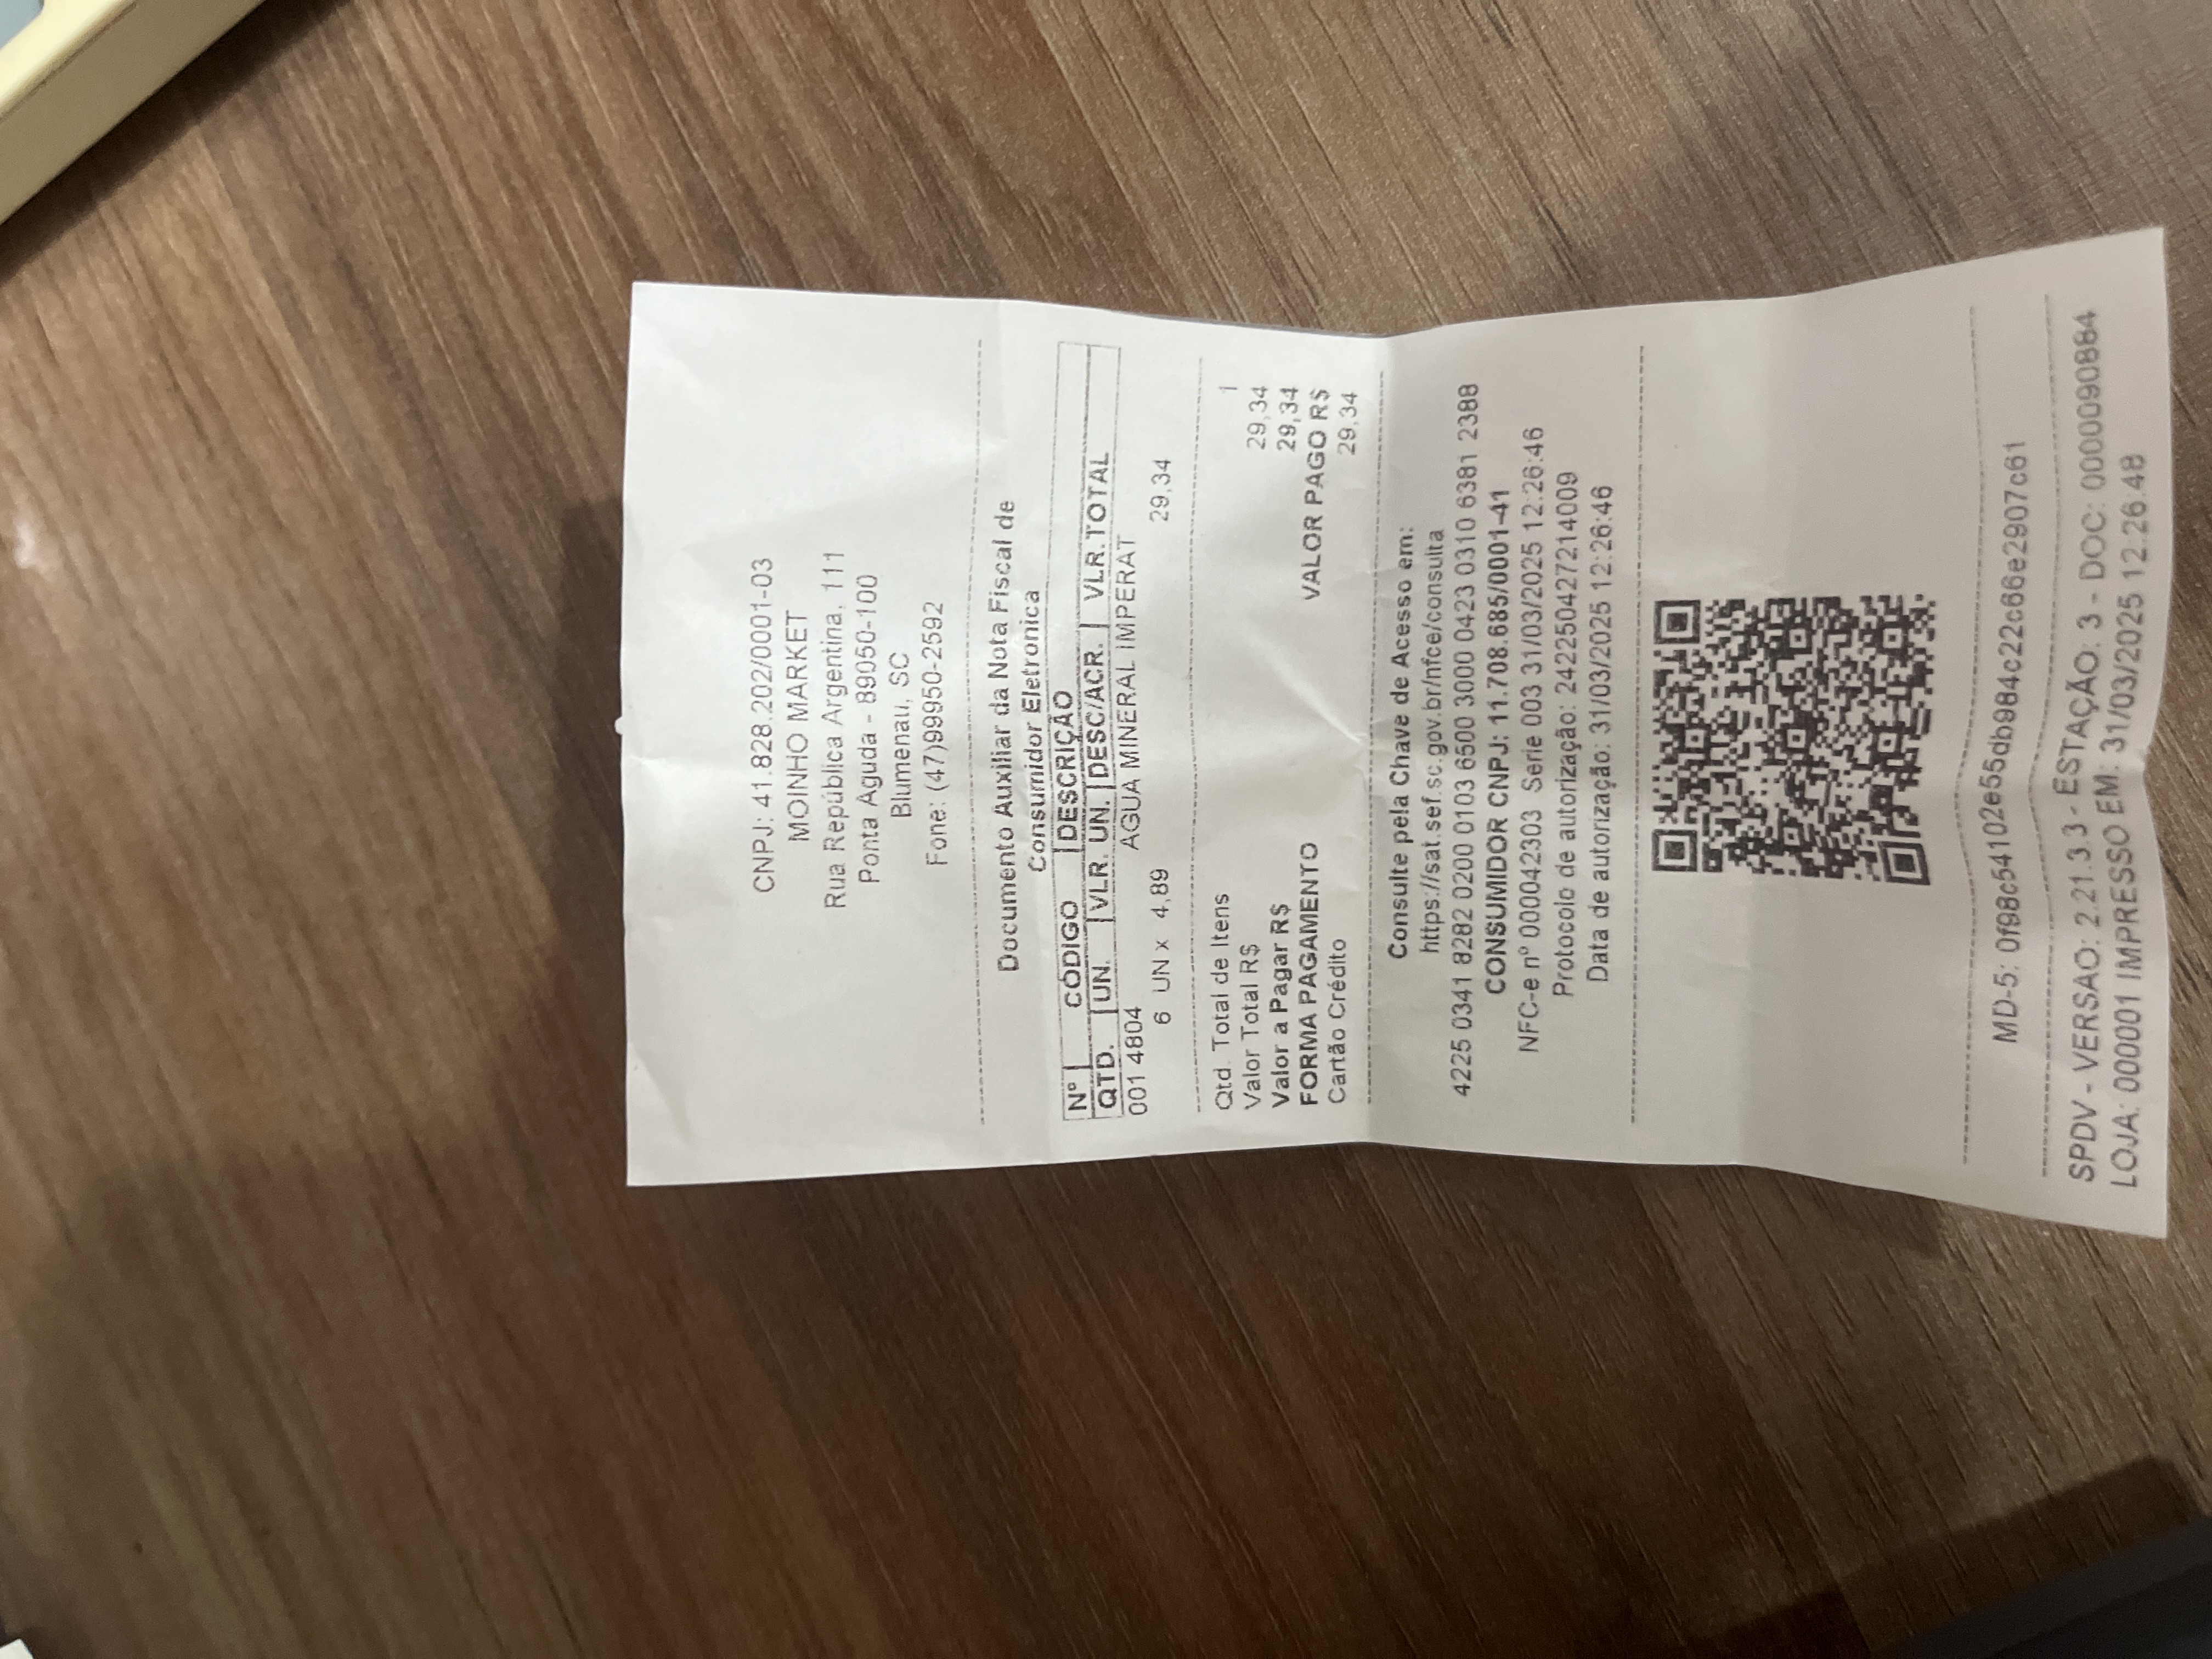 CNPJ: 41.828.202/0001-03
MOINHO MARKET
Rua República Argentina, 111
Ponta Aguda - 89050-100
Blumenau, SC
Fone: (47)99950-2592
Documento Auxiliar da Nota Fiscal de
Consumidor Eletronica
Nº | CÓDIGO | DESCRIÇÃO
QTD. | UN. | VLR. UN. | DESC/ACR. | VLR.TOTAL
001 4804 AGUA MINERAL IMPERAT
6 UN x 4,89 29,34
Qtd. Total de Itens 1
Valor Total R$ 29,34
Valor a Pagar R$ 29,34
FORMA PAGAMENTO VALOR PAGO R$
Cartão Crédito 29,34
Consulte pela Chave de Acesso em:
https://sat.sef.sc.gov.br/nfce/consulta
4225 0341 8282 0200 0103 6500 3000 0423 0310 6381 2388
CONSUMIDOR CNPJ: 11.708.685/0001-41
NFC-e nº 000042303 Série 003 31/03/2025 12:26:46
Protocolo de autorização: 242250427214009
Data de autorização: 31/03/2025 12:26:46
MD-5: 0f98c54102e55db984c22c66e2907c61
SPDV - VERSAO: 2.21.3.3 - ESTAÇÃO: 3 - DOC: 0000090884
LOJA: 000001 IMPRESSO EM: 31/03/2025 12.26.48